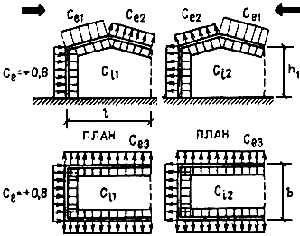 Ce1 Ce2 Ce2 Ce1
Ce=+0,8 Ci1 Ci2 h1
l
ПЛАН ПЛАН
Ce3 Ce3
Ce=+0,8 Ci1 Ci2 b